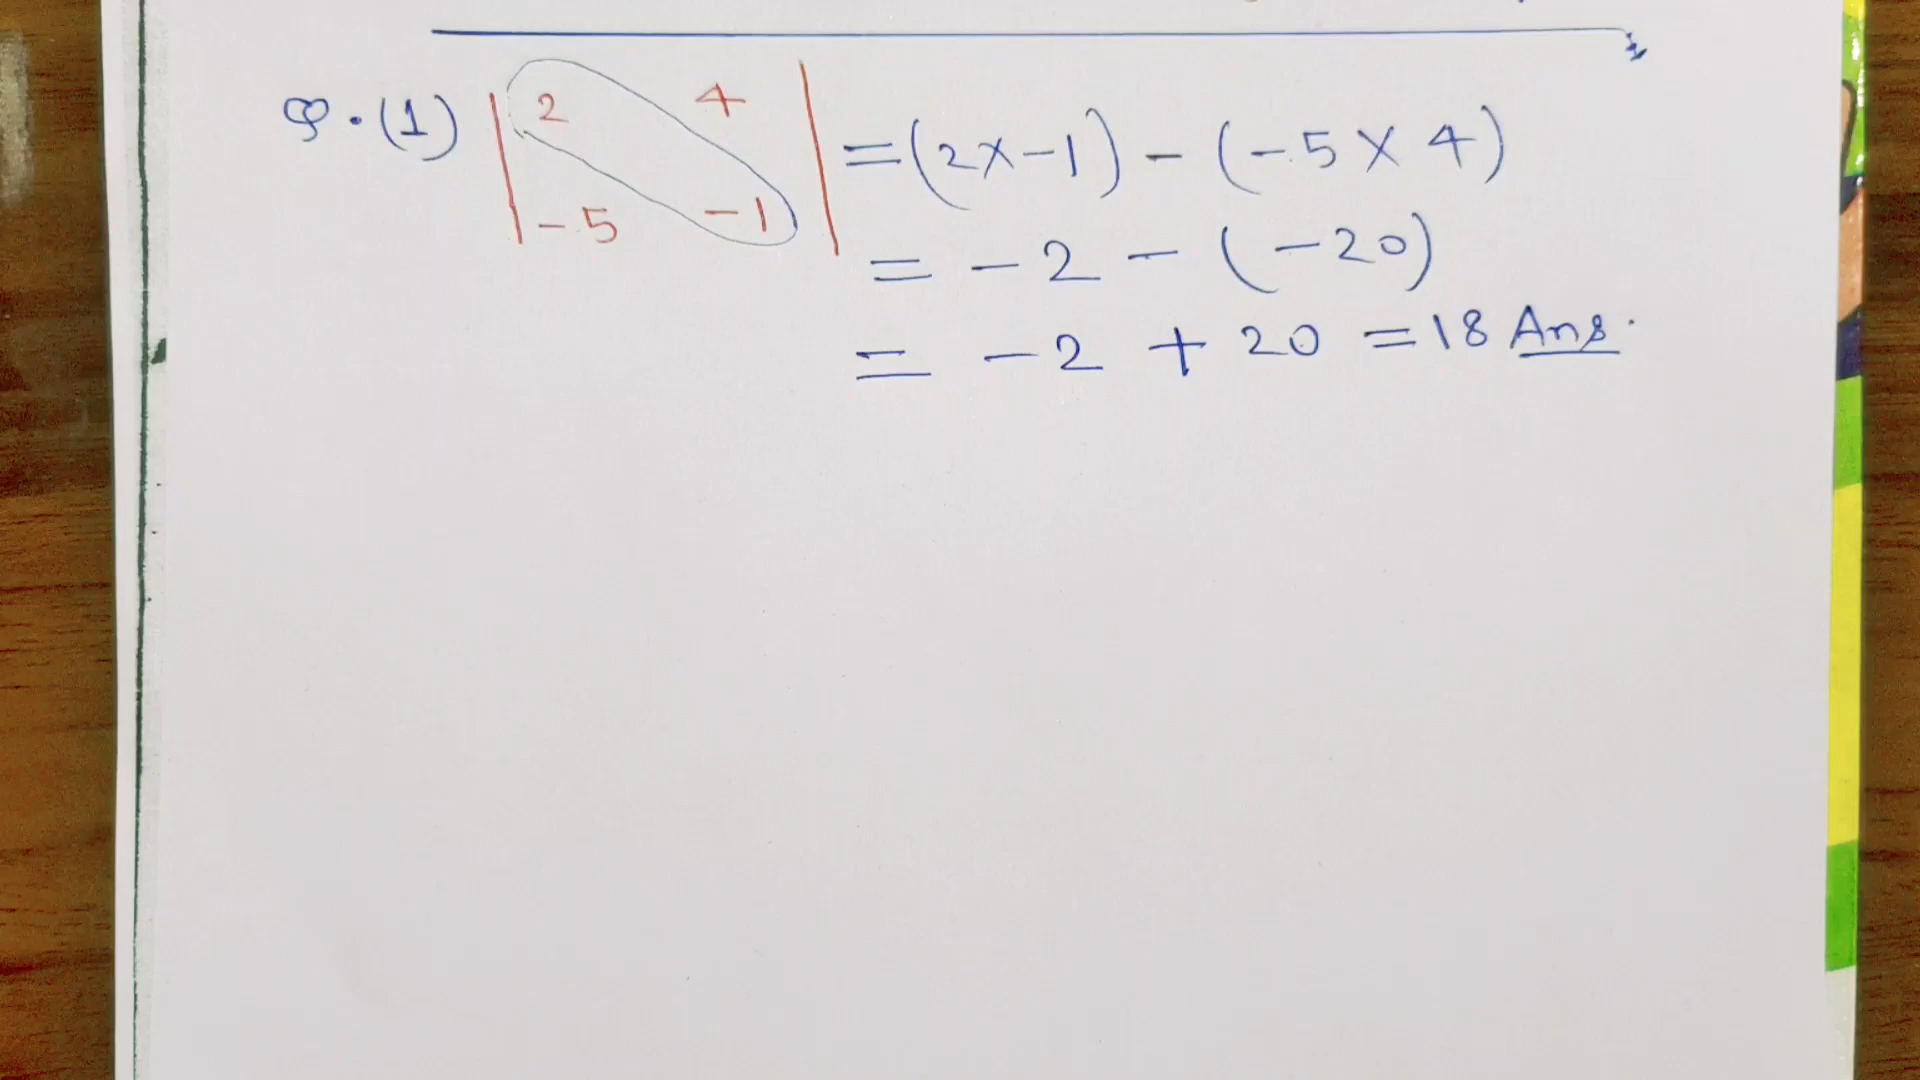 Q.(1) | 2 4 | = (2×-1) - (-5×4)
| -5 -1 |
= -2 - (-20)
= -2 + 20 = 18 Ans.